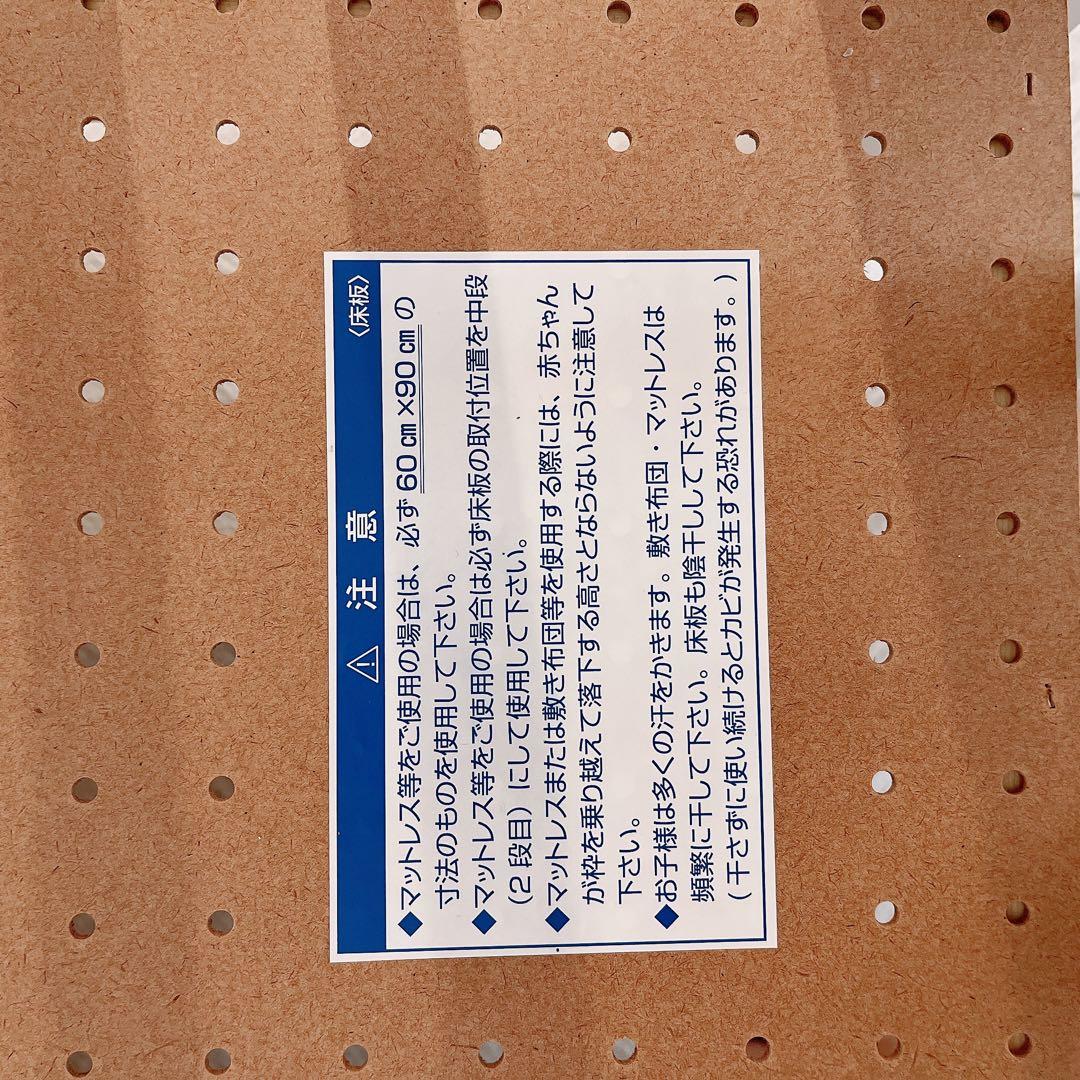 ⚠ 注 意 〈床板〉
◆マットレス等をご使用の場合は、必ず60㎝×90㎝の
寸法のものを使用して下さい。
◆マットレス等をご使用の場合は必ず床板の取付位置を中段
(2段目)にして使用して下さい。
◆マットレスまたは敷き布団等を使用する際には、赤ちゃん
が枠を乗り越えて落下する高さとならないように注意して
下さい。
◆お子様は多くの汗をかきます。敷き布団・マットレスは
頻繁に干して下さい。床板も陰干しして下さい。
(干さずに使い続けるとカビが発生する恐れがあります。)